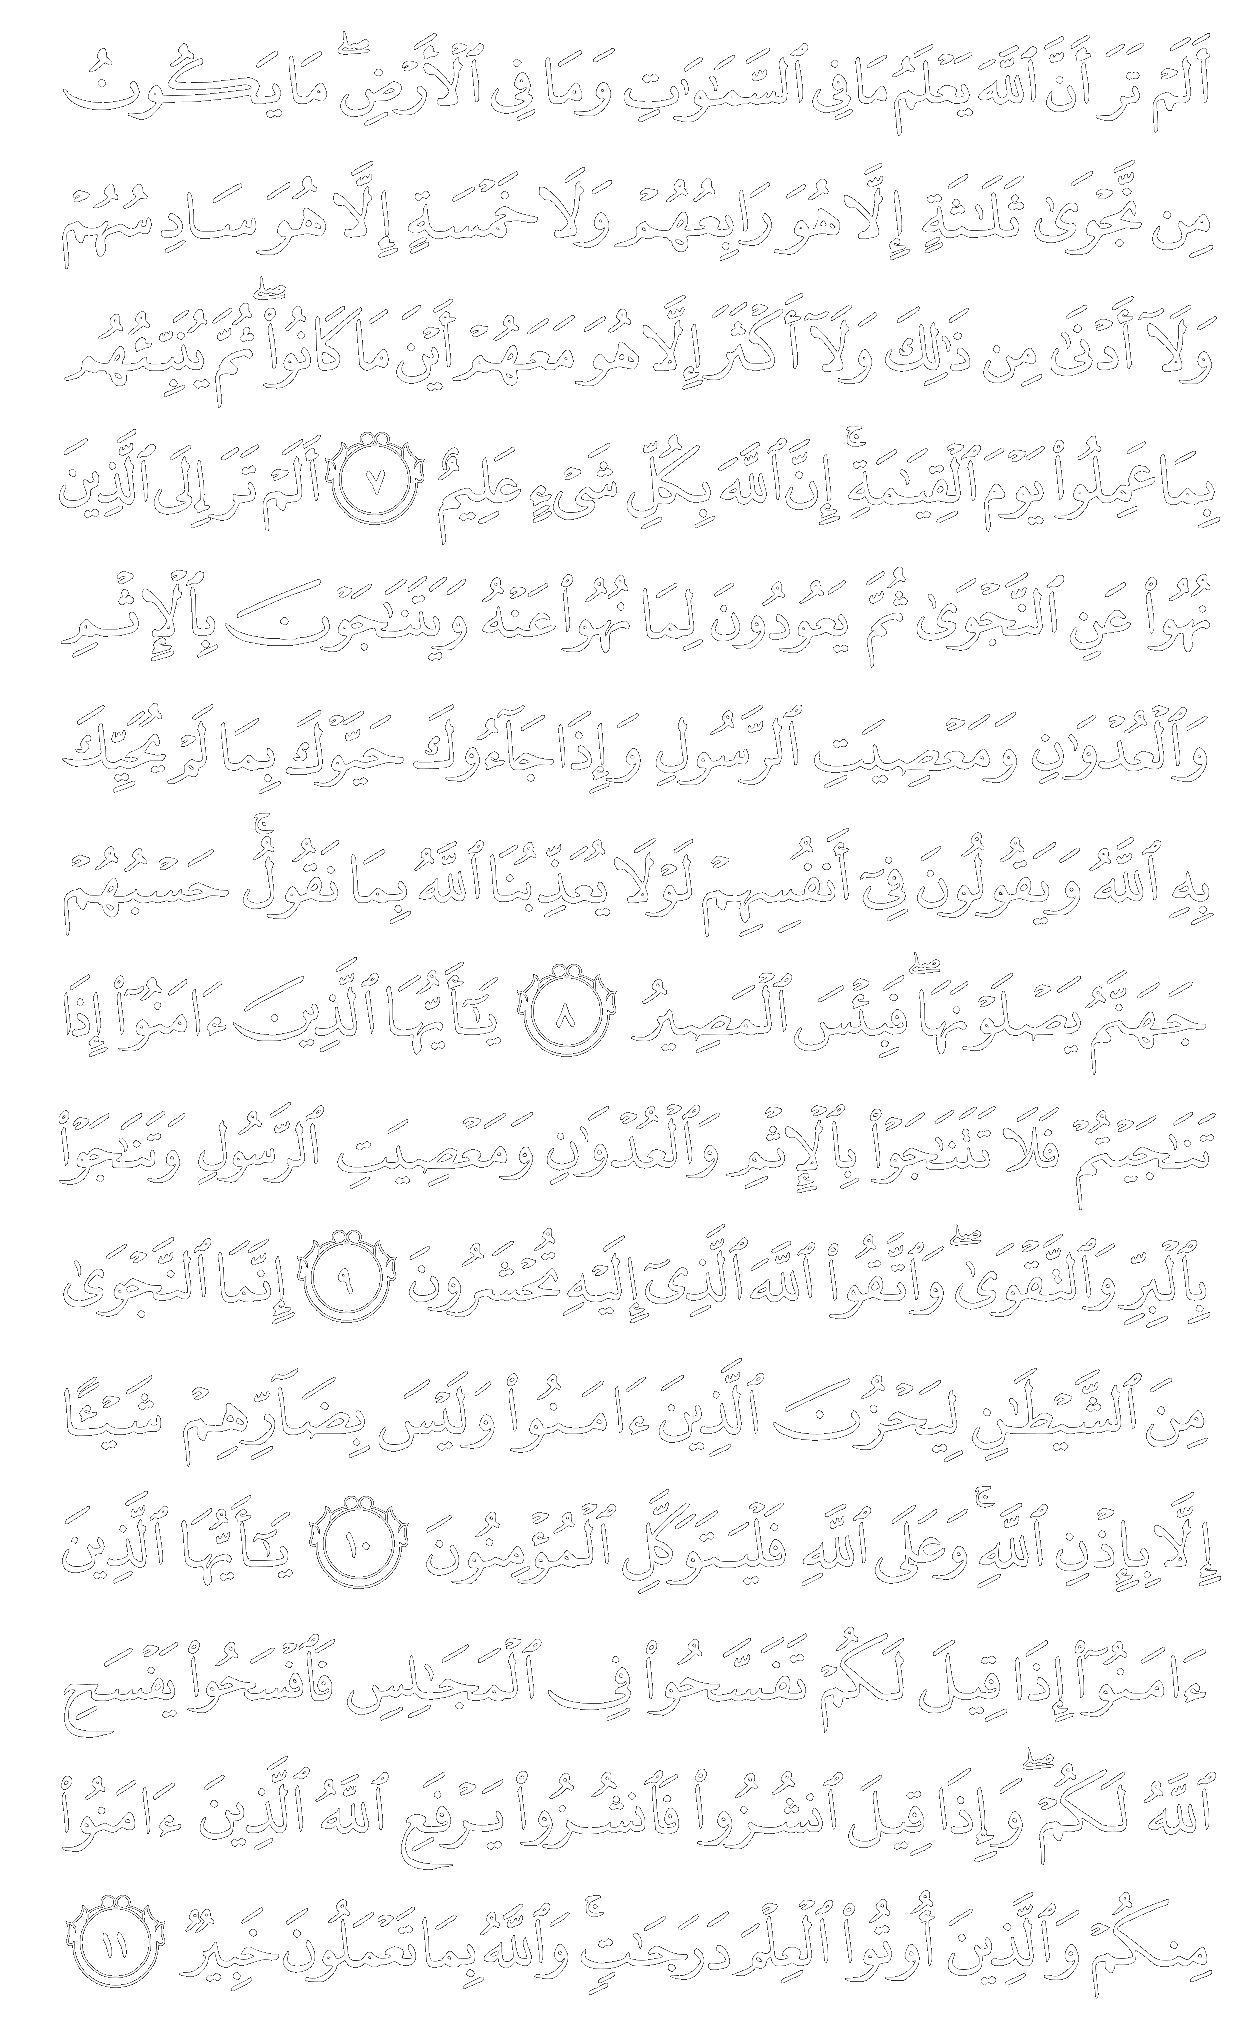 أَلَمْ تَرَ أَنَّ ٱللَّهَ يَعْلَمُ مَا فِى ٱلسَّمَٰوَٰتِ وَمَا فِى ٱلْأَرْضِ ۖ مَا يَكُونُ
مِن نَّجْوَىٰ ثَلَٰثَةٍ إِلَّا هُوَ رَابِعُهُمْ وَلَا خَمْسَةٍ إِلَّا هُوَ سَادِسُهُمْ
وَلَآ أَدْنَىٰ مِن ذَٰلِكَ وَلَآ أَكْثَرَ إِلَّا هُوَ مَعَهُمْ أَيْنَ مَا كَانُوا۟ ۖ ثُمَّ يُنَبِّئُهُم
بِمَا عَمِلُوا۟ يَوْمَ ٱلْقِيَٰمَةِ ۚ إِنَّ ٱللَّهَ بِكُلِّ شَىْءٍ عَلِيمٌ ٧ أَلَمْ تَرَ إِلَى ٱلَّذِينَ
نُهُوا۟ عَنِ ٱلنَّجْوَىٰ ثُمَّ يَعُودُونَ لِمَا نُهُوا۟ عَنْهُ وَيَتَنَٰجَوْنَ بِٱلْإِثْمِ
وَٱلْعُدْوَٰنِ وَمَعْصِيَتِ ٱلرَّسُولِ وَإِذَا جَآءُوكَ حَيَّوْكَ بِمَا لَمْ يُحَيِّكَ
بِهِ ٱللَّهُ وَيَقُولُونَ فِىٓ أَنفُسِهِمْ لَوْلَا يُعَذِّبُنَا ٱللَّهُ بِمَا نَقُولُ ۚ حَسْبُهُمْ
جَهَنَّمُ يَصْلَوْنَهَا ۖ فَبِئْسَ ٱلْمَصِيرُ ٨ يَٰٓأَيُّهَا ٱلَّذِينَ ءَامَنُوٓا۟ إِذَا
تَنَٰجَيْتُمْ فَلَا تَتَنَٰجَوْا۟ بِٱلْإِثْمِ وَٱلْعُدْوَٰنِ وَمَعْصِيَتِ ٱلرَّسُولِ وَتَنَٰجَوْا۟
بِٱلْبِرِّ وَٱلتَّقْوَىٰ ۖ وَٱتَّقُوا۟ ٱللَّهَ ٱلَّذِىٓ إِلَيْهِ تُحْشَرُونَ ٩ إِنَّمَا ٱلنَّجْوَىٰ
مِنَ ٱلشَّيْطَٰنِ لِيَحْزُنَ ٱلَّذِينَ ءَامَنُوا۟ وَلَيْسَ بِضَآرِّهِمْ شَيْـًٔا
إِلَّا بِإِذْنِ ٱللَّهِ ۚ وَعَلَى ٱللَّهِ فَلْيَتَوَكَّلِ ٱلْمُؤْمِنُونَ ١٠ يَٰٓأَيُّهَا ٱلَّذِينَ
ءَامَنُوٓا۟ إِذَا قِيلَ لَكُمْ تَفَسَّحُوا۟ فِى ٱلْمَجَٰلِسِ فَٱفْسَحُوا۟ يَفْسَحِ
ٱللَّهُ لَكُمْ ۖ وَإِذَا قِيلَ ٱنشُزُوا۟ فَٱنشُزُوا۟ يَرْفَعِ ٱللَّهُ ٱلَّذِينَ ءَامَنُوا۟
مِنكُمْ وَٱلَّذِينَ أُوتُوا۟ ٱلْعِلْمَ دَرَجَٰتٍ ۚ وَٱللَّهُ بِمَا تَعْمَلُونَ خَبِيرٌ ١١